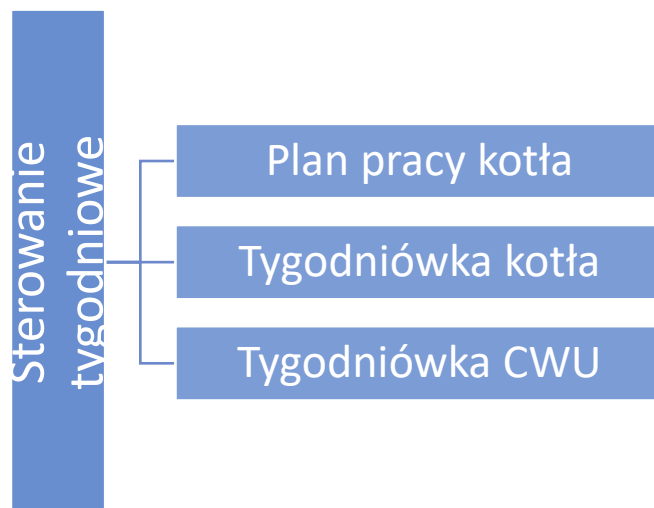 Sterowanie
tygodniowe
Plan pracy kotła
Tygodniówka kotła
Tygodniówka CWU